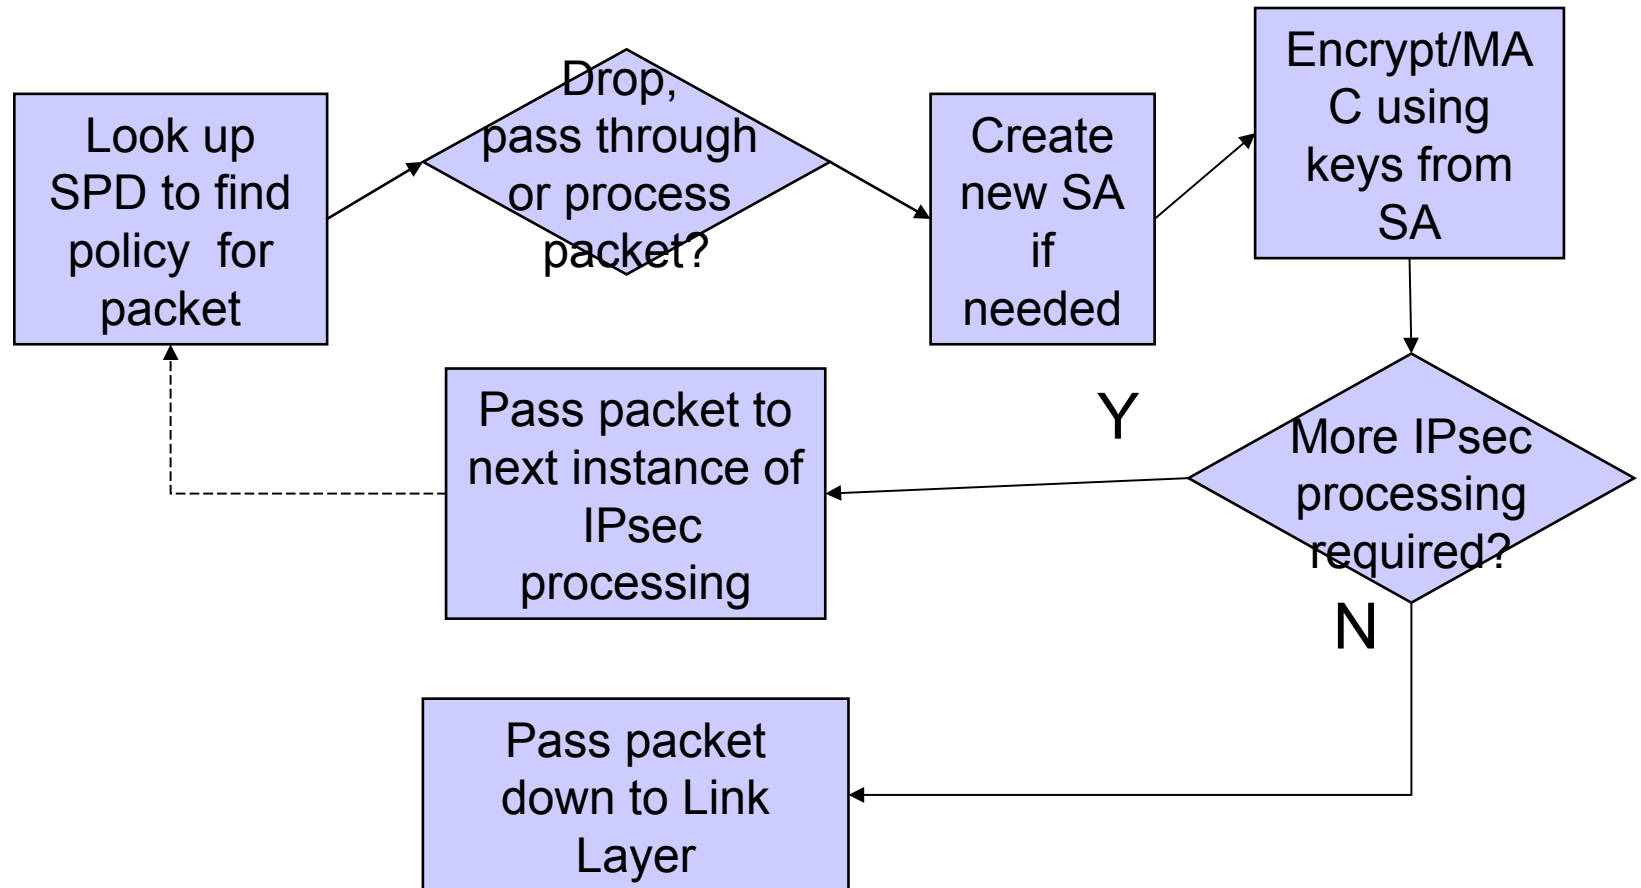 Look up
SPD to find
policy for
packet
Drop,
pass through
or process
packet?
Create
new SA
if
needed
Encrypt/MA
C using
keys from
SA
More IPsec
processing
required?
Y
Pass packet to
next instance of
IPsec
processing
N
Pass packet
down to Link
Layer